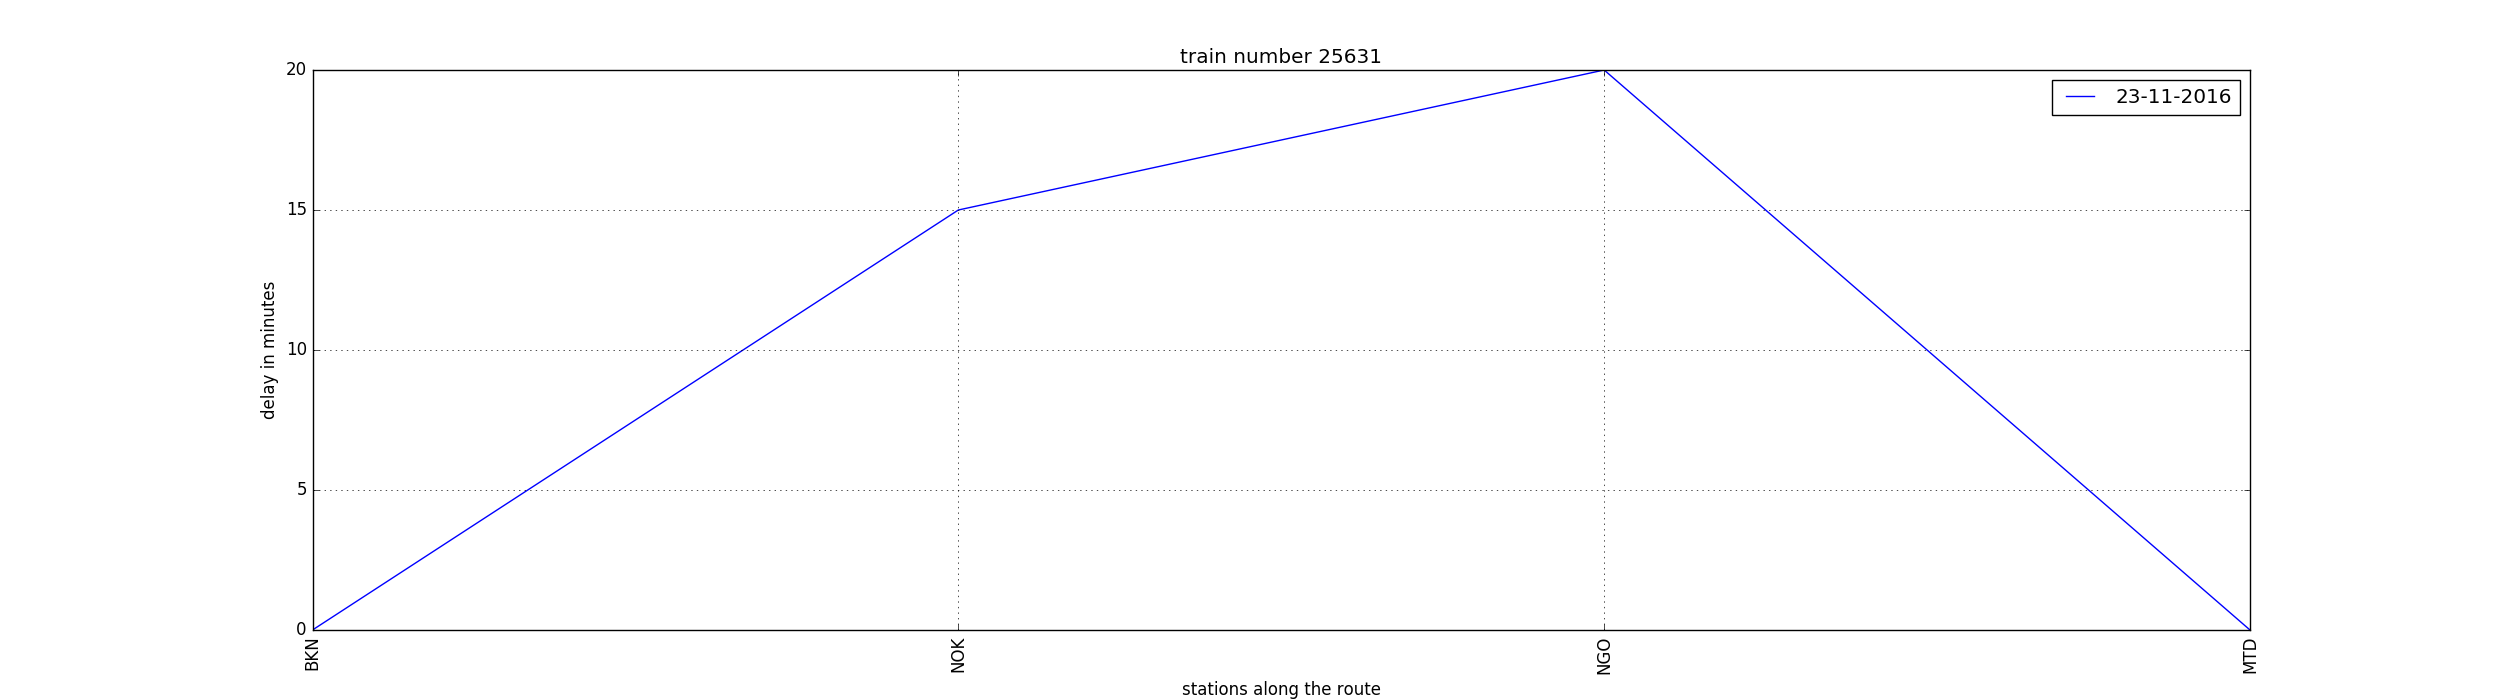 train number 25631
23-11-2016
20
15
10
5
0
delay in minutes
BKN
NOK
NGO
MTD
stations along the route